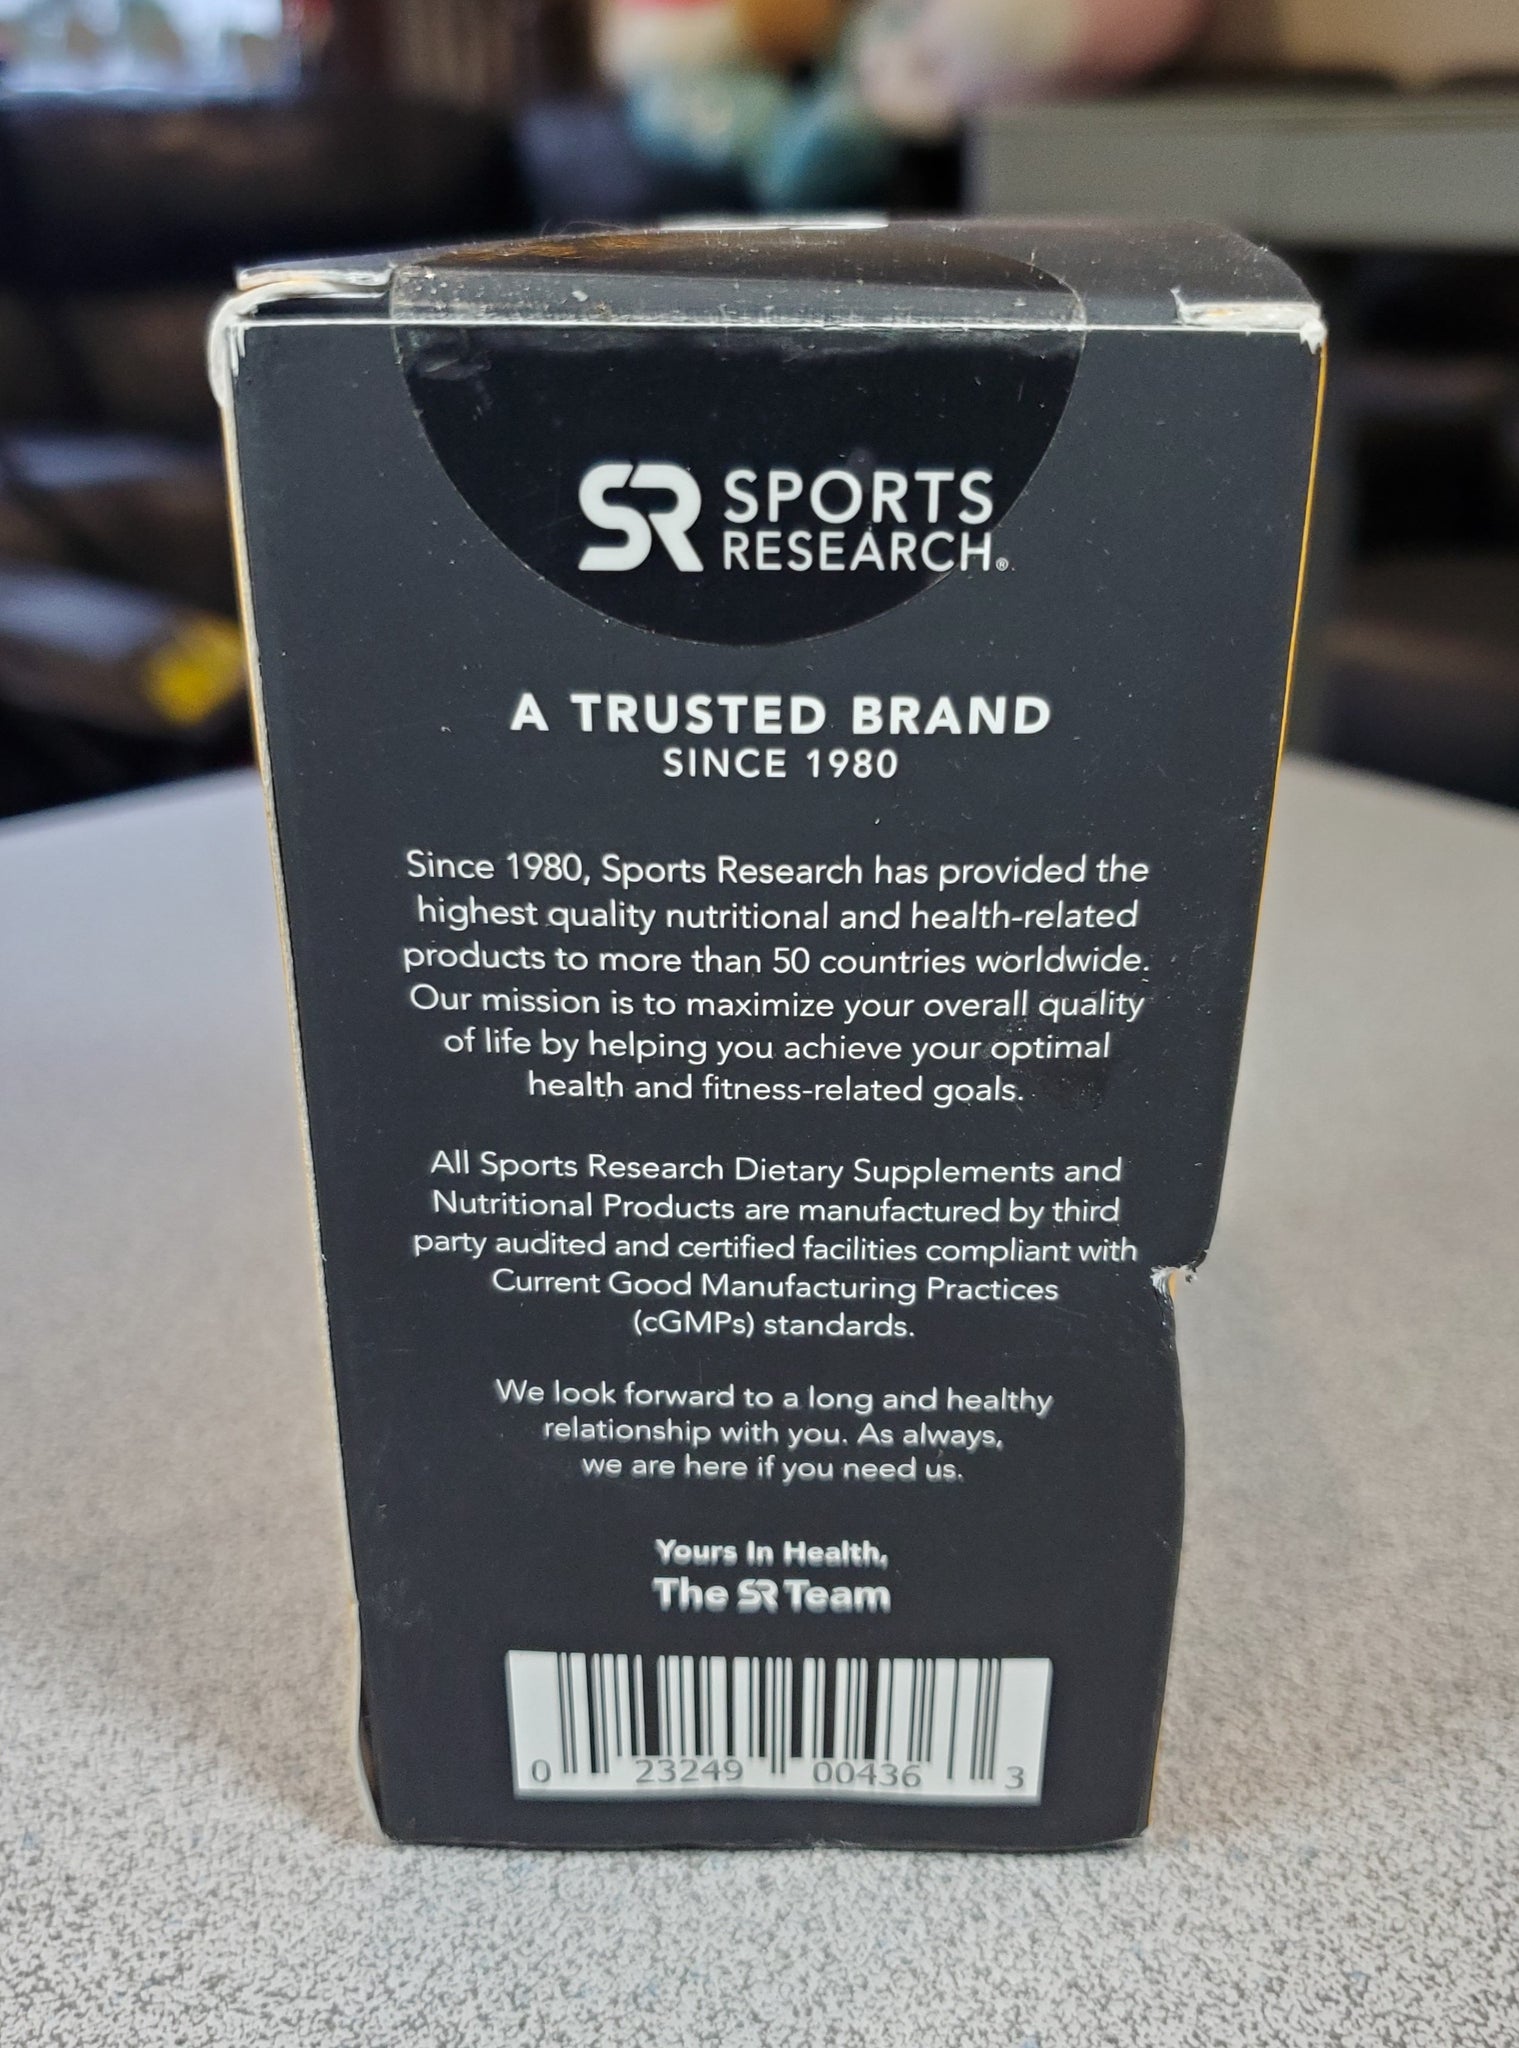 SR SPORTS
RESEARCH®
A TRUSTED BRAND
SINCE 1980
Since 1980, Sports Research has provided the
highest quality nutritional and health-related
products to more than 50 countries worldwide.
Our mission is to maximize your overall quality
of life by helping you achieve your optimal
health and fitness-related goals.
All Sports Research Dietary Supplements and
Nutritional Products are manufactured by third
party audited and certified facilities compliant with
Current Good Manufacturing Practices
(cGMPs) standards.
We look forward to a long and healthy
relationship with you. As always,
we are here if you need us.
Yours In Health,
The SR Team
0 23249 00436 3